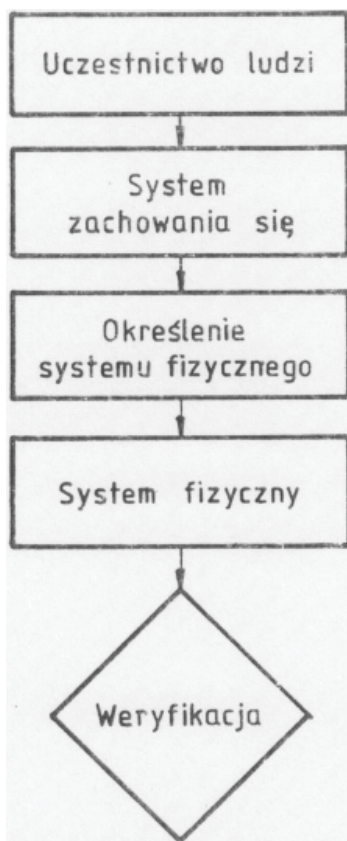 Uczestnictwo ludzi
System
zachowania się
Określenie
systemu fizycznego
System fizyczny
Weryfikacja